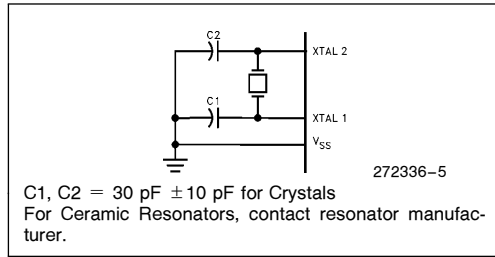 C2
XTAL 2
C1
XTAL 1
VSS
272336–5
C1, C2 = 30 pF ±10 pF for Crystals
For Ceramic Resonators, contact resonator manufac-
turer.